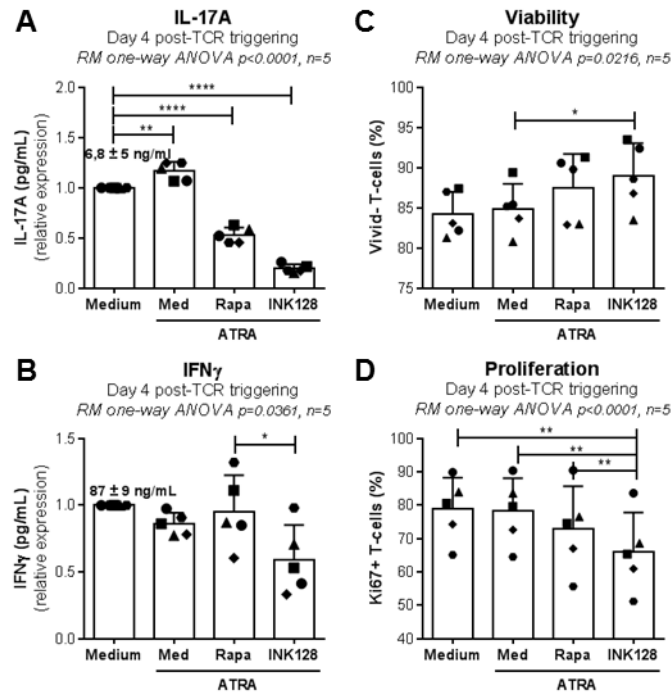 A
IL-17A
Day 4 post-TCR triggering
RM one-way ANOVA p<0.0001, n=5
IL-17A (pg/mL)
(relative expression)
2.0
1.5
1.0
0.5
0.0
****
****
**
6,8 ± 5 ng/ml
Medium Med Rapa INK128
ATRA
B
IFNγ
Day 4 post-TCR triggering
RM one-way ANOVA p=0.0361, n=5
IFNγ (pg/mL)
(relative expression)
1.5
1.0
0.5
0.0
*
87 ± 9 ng/mL
Medium Med Rapa INK128
ATRA
C
Viability
Day 4 post-TCR triggering
RM one-way ANOVA p=0.0216, n=5
Vivid- T-cells (%)
100
95
90
85
80
75
*
Medium Med Rapa INK128
ATRA
D
Proliferation
Day 4 post-TCR triggering
RM one-way ANOVA p<0.0001, n=5
Ki67+ T-cells (%)
100
90
80
70
60
50
40
**
**
**
Medium Med Rapa INK128
ATRA